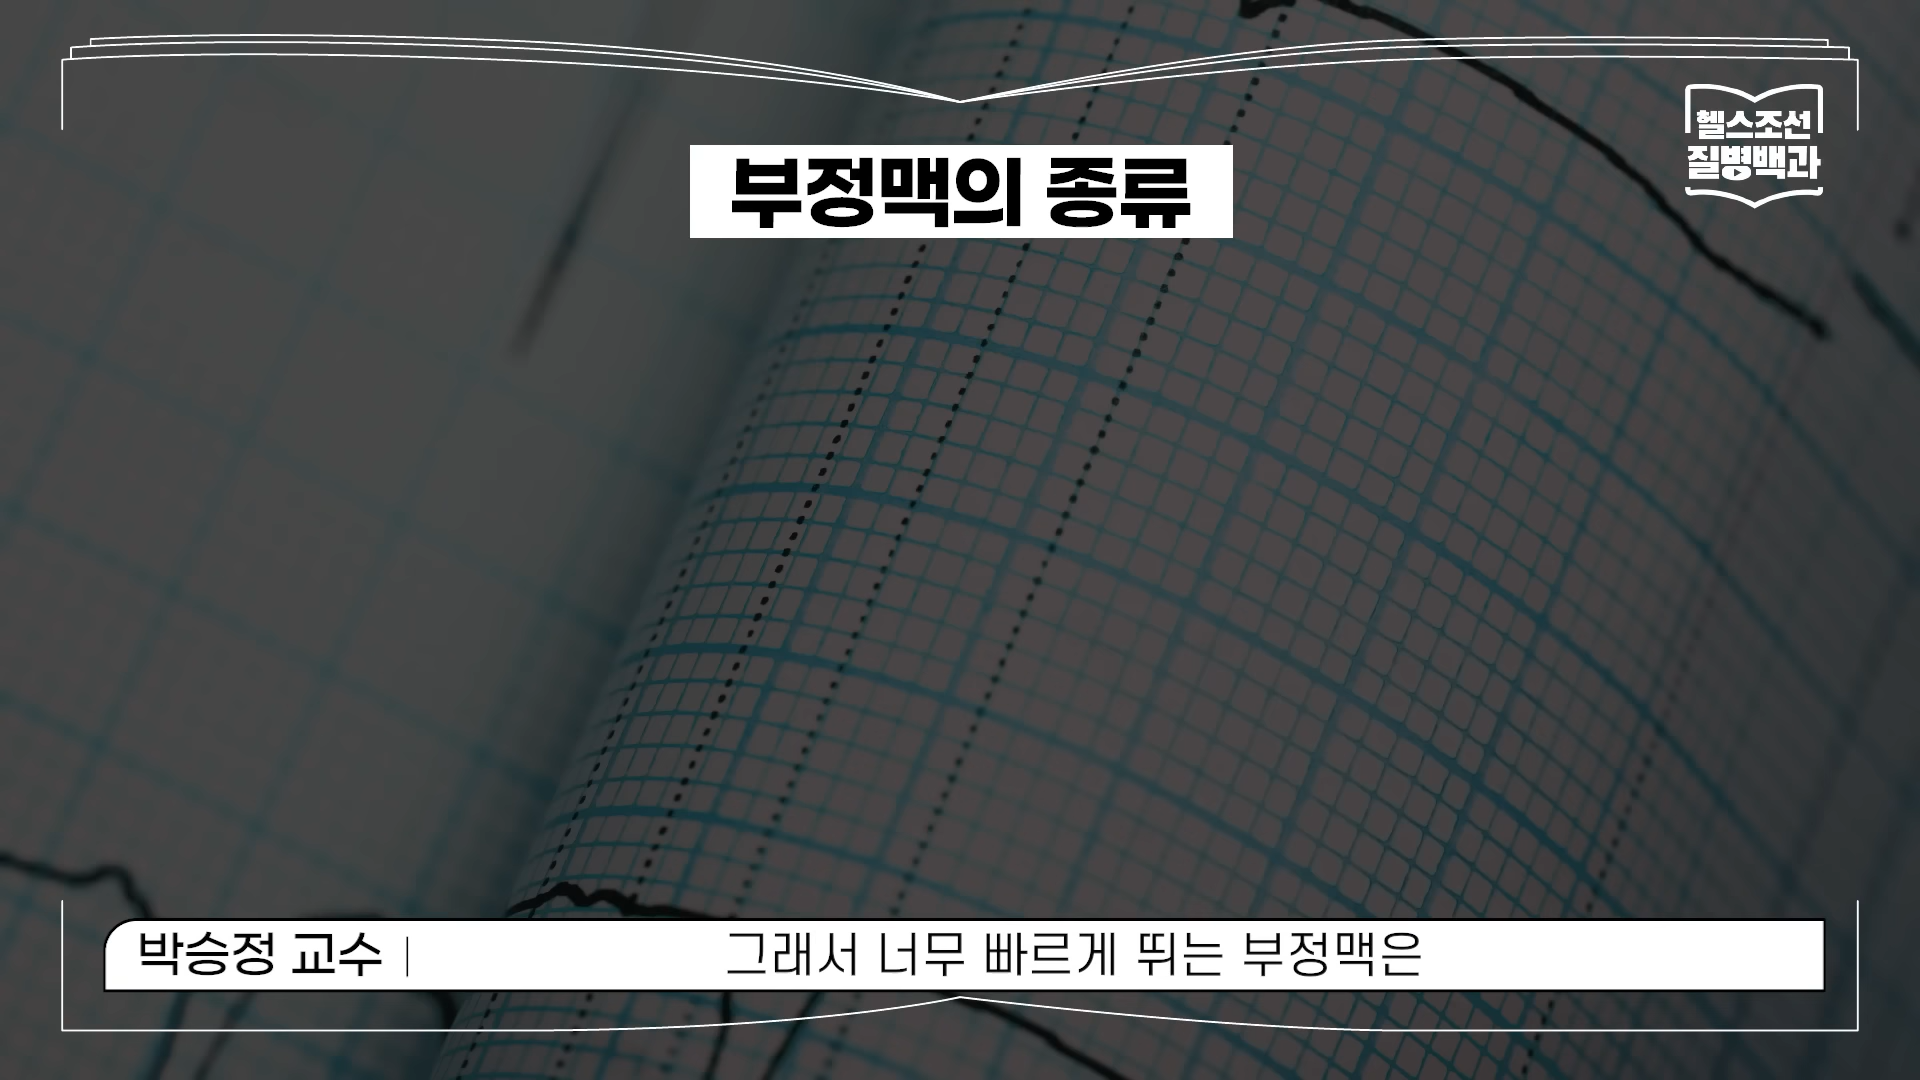 헬스조선
질병백과
부정맥의 종류
박승정 교수
그래서 너무 빠르게 뛰는 부정맥은